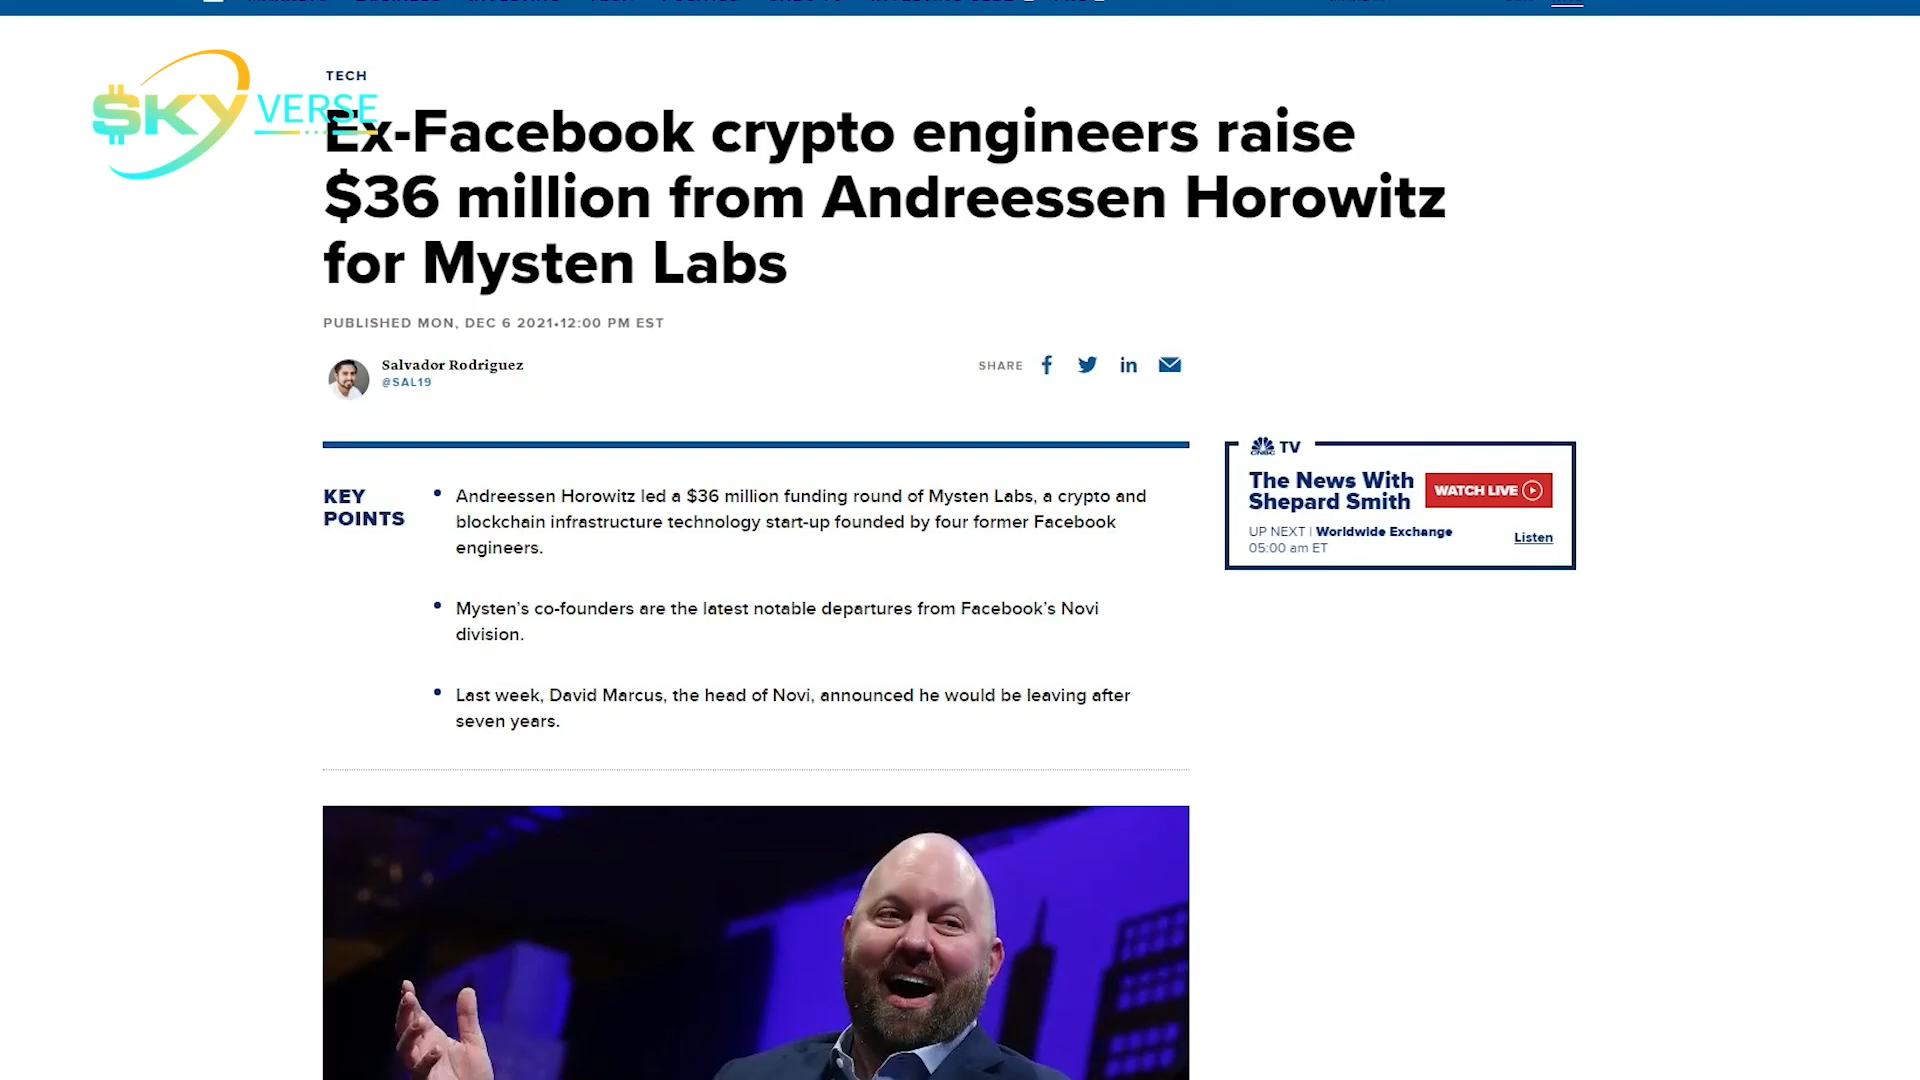 TECH
$KY VERSE
Ex-Facebook crypto engineers raise
$36 million from Andreessen Horowitz
for Mysten Labs
PUBLISHED MON, DEC 6 2021•12:00 PM EST
Salvador Rodriguez
@SAL19
SHARE
KEY
POINTS
• Andreessen Horowitz led a $36 million funding round of Mysten Labs, a crypto and
blockchain infrastructure technology start-up founded by four former Facebook
engineers.
• Mysten’s co-founders are the latest notable departures from Facebook’s Novi
division.
• Last week, David Marcus, the head of Novi, announced he would be leaving after
seven years.
CNBC TV
The News With
Shepard Smith
WATCH LIVE
UP NEXT | Worldwide Exchange
05:00 am ET
Listen